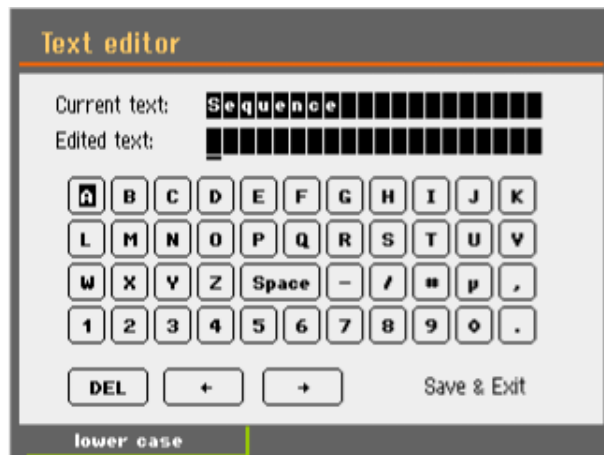 Text editor
Current text: Sequence
Edited text:
A B C D E F G H I J K
L M N O P Q R S T U V
W X Y Z Space - / # µ ,
1 2 3 4 5 6 7 8 9 0 .
DEL ← → Save & Exit
lower case